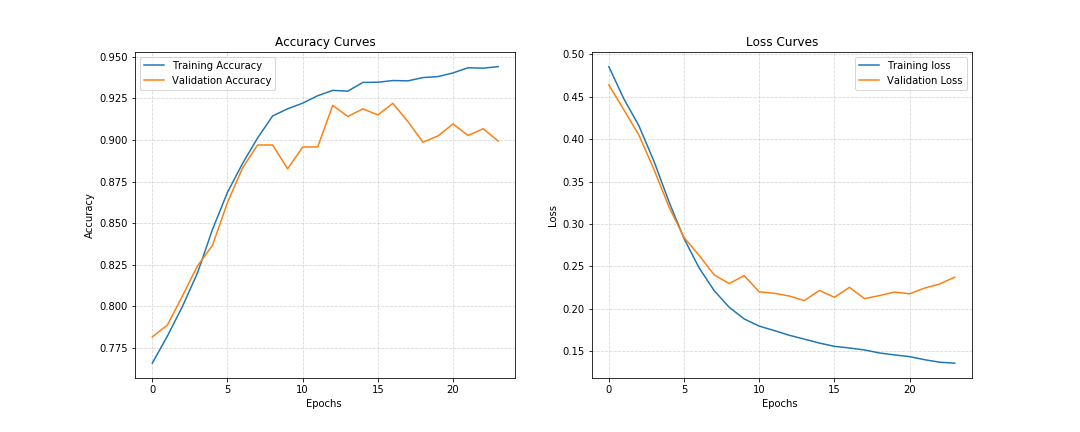 Accuracy Curves
0.950
0.925
0.900
0.875
0.850
0.825
0.800
0.775
Accuracy
Training Accuracy
Validation Accuracy
0 5 10 15 20
Epochs
Loss Curves
0.50
0.45
0.40
0.35
0.30
0.25
0.20
0.15
Loss
Training loss
Validation Loss
0 5 10 15 20
Epochs